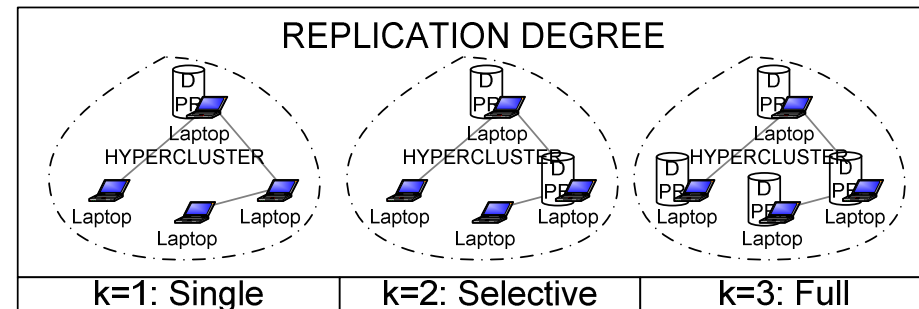 REPLICATION DEGREE
D
PR
Laptop
HYPERCLUSTER
Laptop
Laptop
Laptop
D
PR
Laptop
HYPERCLUSTER
D
PR
Laptop
Laptop
Laptop
D
PR
Laptop
HYPERCLUSTER
D
PR
Laptop
D
PR
Laptop
D
PR
Laptop
k=1: Single
k=2: Selective
k=3: Full